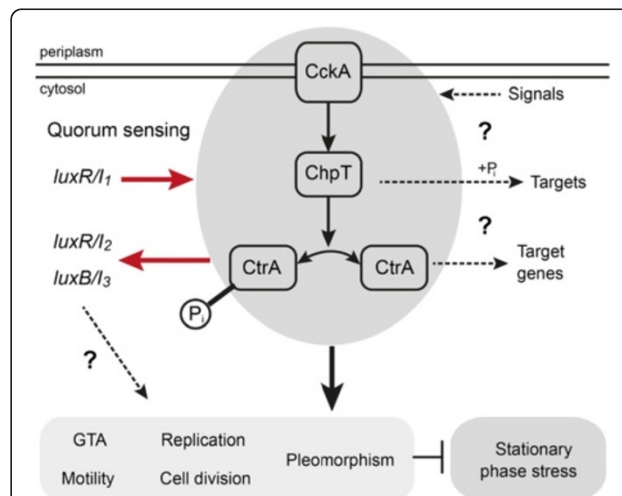 periplasm
cytosol
CckA
Signals
?
Quorum sensing
luxR/I1
ChpT
+Pi
Targets
?
luxR/I2
luxB/I3
CtrA
CtrA
Target
genes
Pi
?
GTA
Replication
Pleomorphism
Motility
Cell division
Stationary
phase stress